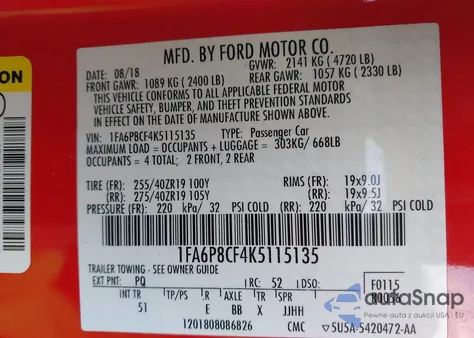 ON
MFD. BY FORD MOTOR CO.
DATE: 08/18 GVWR: 2141 KG ( 4720 LB)
FRONT GAWR: 1089 KG ( 2400 LB) REAR GAWR: 1057 KG ( 2330 LB)
THIS VEHICLE CONFORMS TO ALL APPLICABLE FEDERAL MOTOR
VEHICLE SAFETY, BUMPER, AND THEFT PREVENTION STANDARDS
IN EFFECT ON THE DATE OF MANUFACTURE SHOWN ABOVE.
VIN: 1FA6P8CF4K5115135 TYPE: Passenger Car
MAXIMUM LOAD = OCCUPANTS + LUGGAGE = 303KG/ 668LB
OCCUPANTS = 4 TOTAL; 2 FRONT, 2 REAR
TIRE (FR): 255/40ZR19 100Y RIMS (FR): 19x9.0J
(RR): 275/40ZR19 105Y (RR): 19x9.5J
PRESSURE (FR): 220 kPa/ 32 PSI COLD (RR): 220 kPa/ 32 PSI COLD
1FA6P8CF4K5115135
TRAILER TOWING - SEE OWNER GUIDE
EXT PNT: PQ RC: 52 DSO: F0115
INT TR TP/PS R AXLE TR SPR R0056
51 E BB X JJHH
1201808086826 CMC 5U5A-5420472-AA
autoSnap
Used vehicle auctions in USA | EU